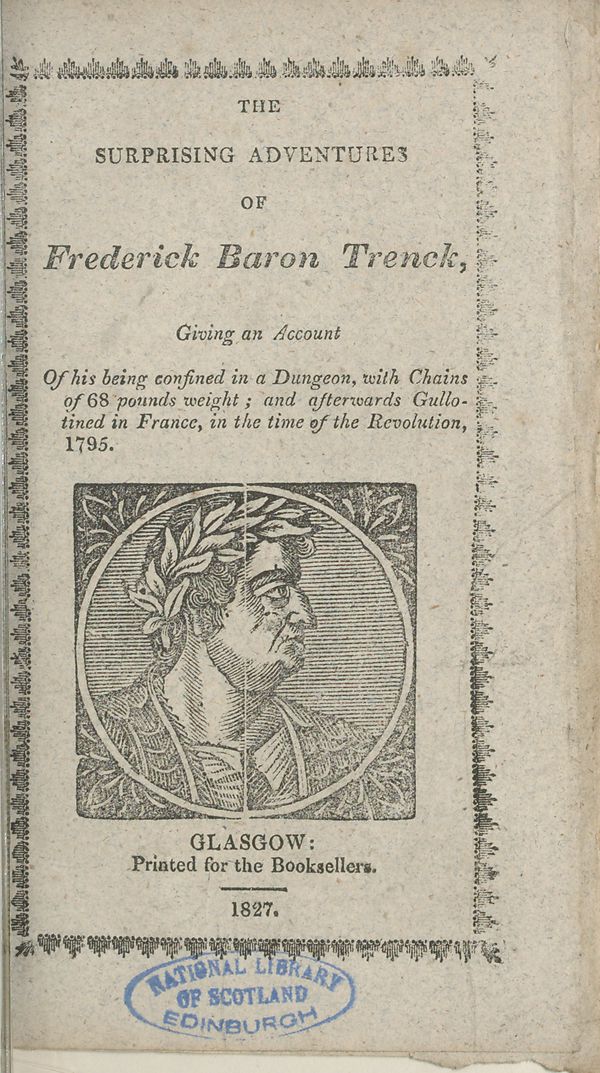 THE
SURPRISING ADVENTURES
OF
Frederick Baron Trenck,
Giving an Account
Of his being confined in a Dungeon, with Chains
of 68 pounds weight; and afterwards Gullo-
tined in France, in the time of the Revolution,
1795.
GLASGOW:
Printed for the Booksellers.
1827.
NATIONAL LIBRARY
OF SCOTLAND
EDINBURGH